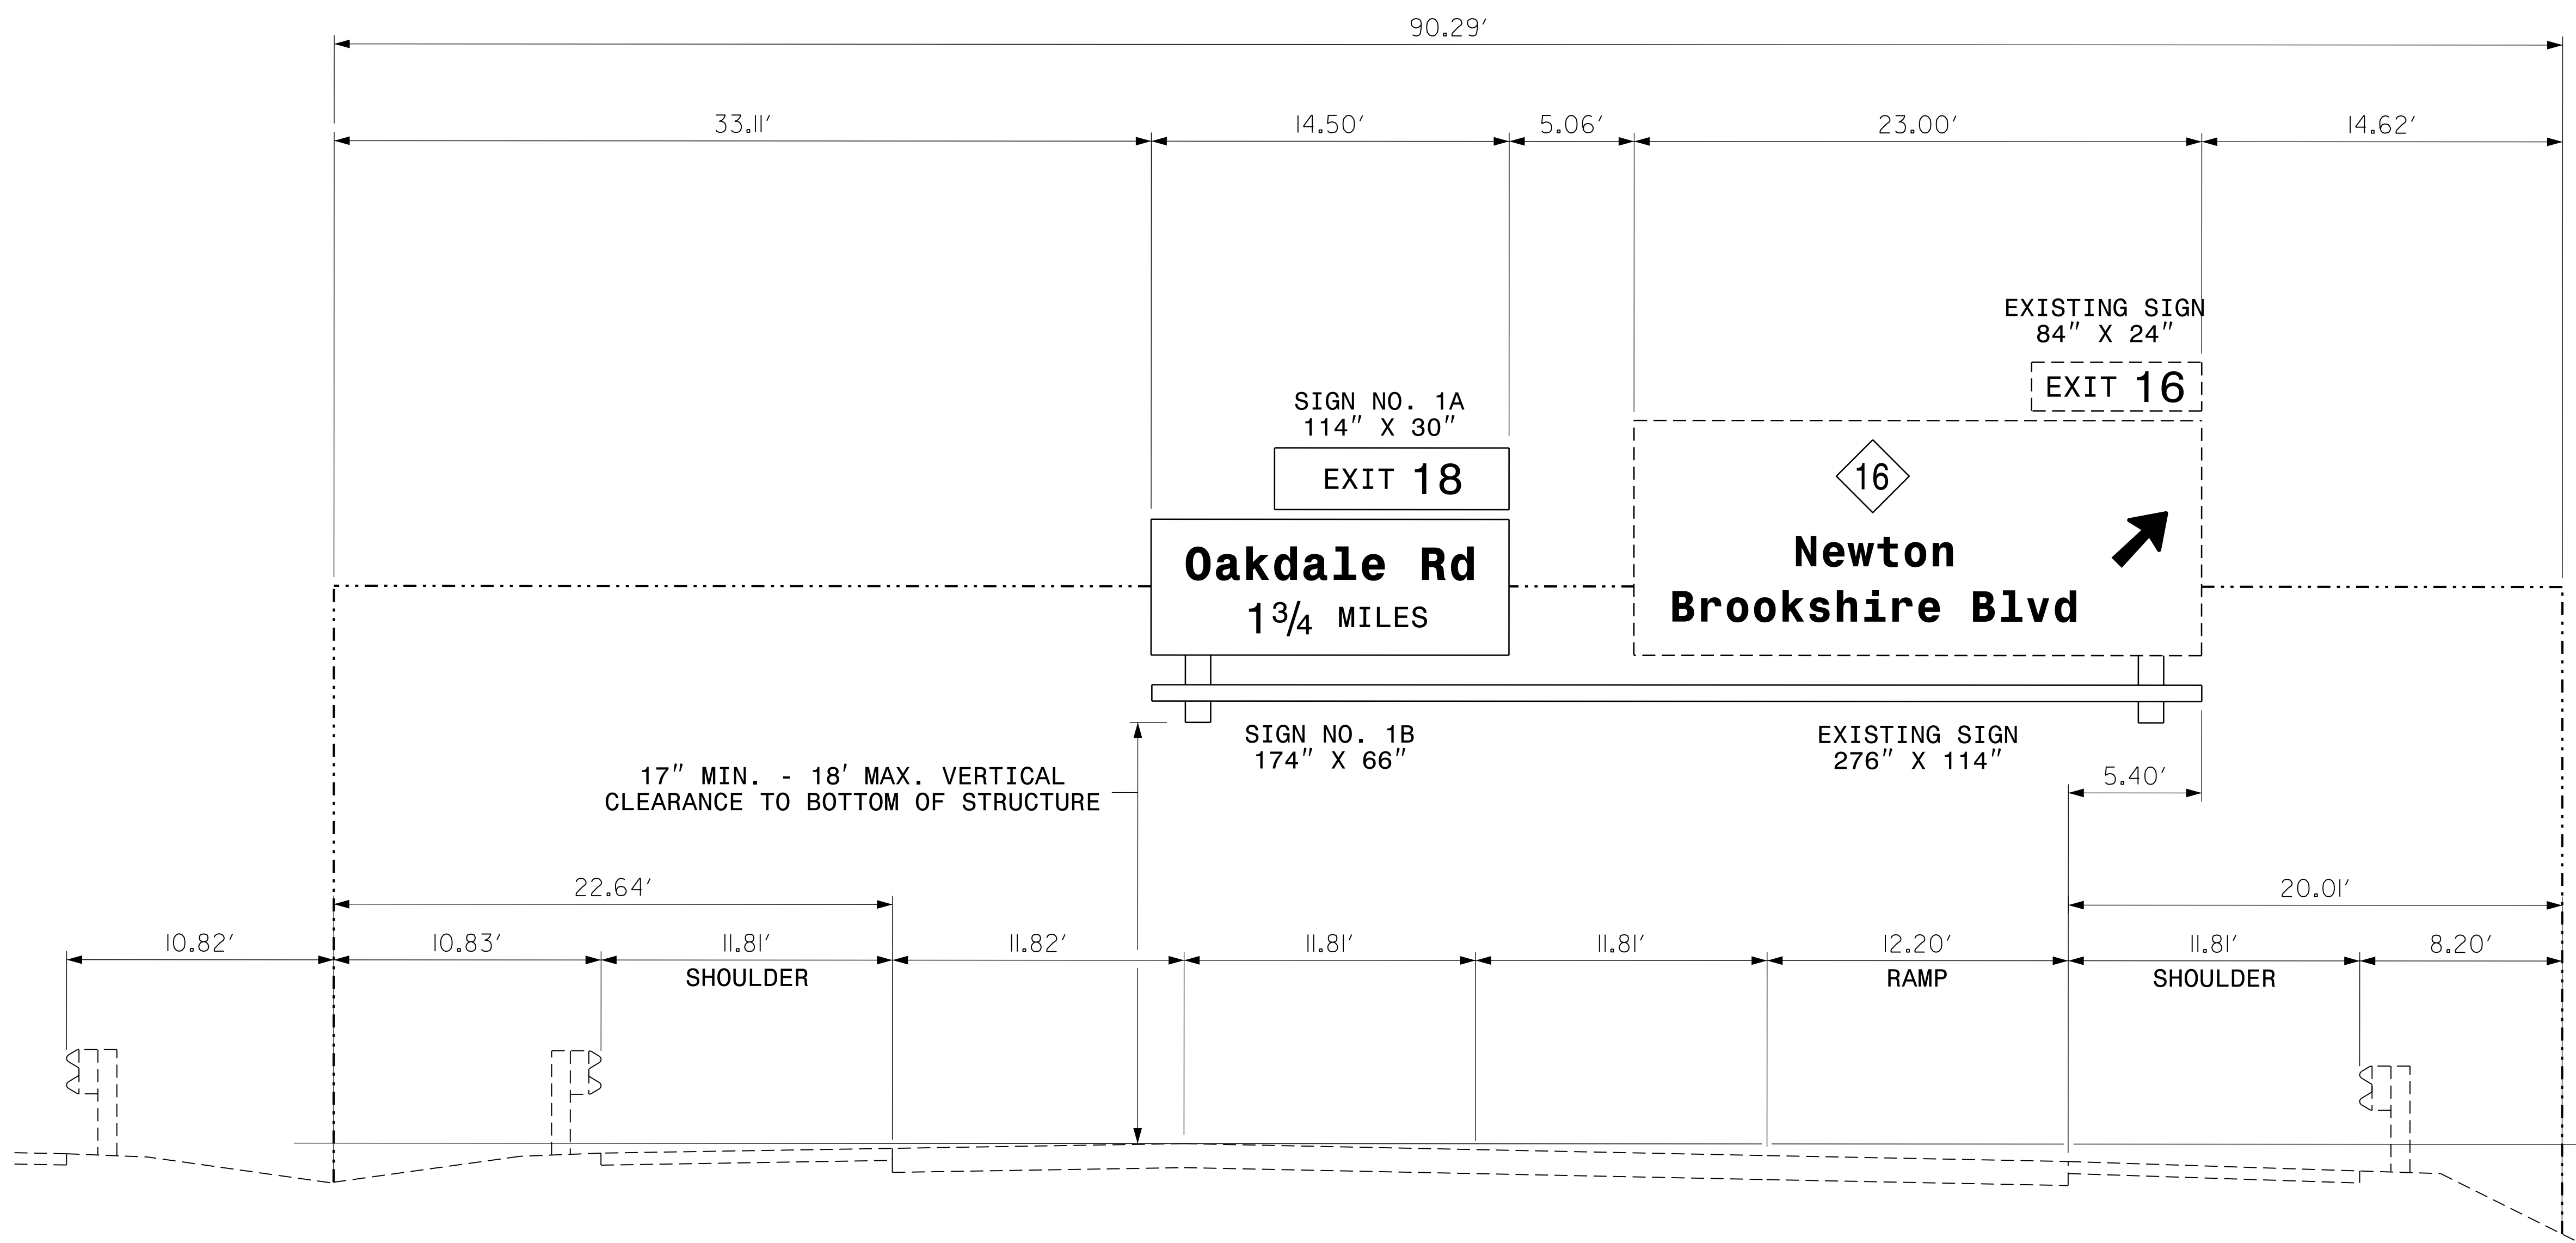 90.29′
33.11′ 14.50′ 5.06′ 23.00′ 14.62′
EXISTING SIGN
84″ X 24″
EXIT 16
SIGN NO. 1A
114″ X 30″
EXIT 18
Oakdale Rd
1 3/4 MILES
16
Newton
Brookshire Blvd
SIGN NO. 1B
174″ X 66″
EXISTING SIGN
276″ X 114″
17″ MIN. - 18′ MAX. VERTICAL
CLEARANCE TO BOTTOM OF STRUCTURE
5.40′
22.64′ 20.01′
10.82′ 10.83′ 11.81′ 11.82′ 11.81′ 11.81′ 12.20′ 11.81′ 8.20′
SHOULDER RAMP SHOULDER